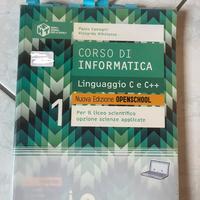 Paolo Camagni
Riccardo Nikolassy
CORSO DI
INFORMATICA
Linguaggio C e C++
Nuova Edizione OPENSCHOOL
1
Per il liceo scientifico
opzione scienze applicate